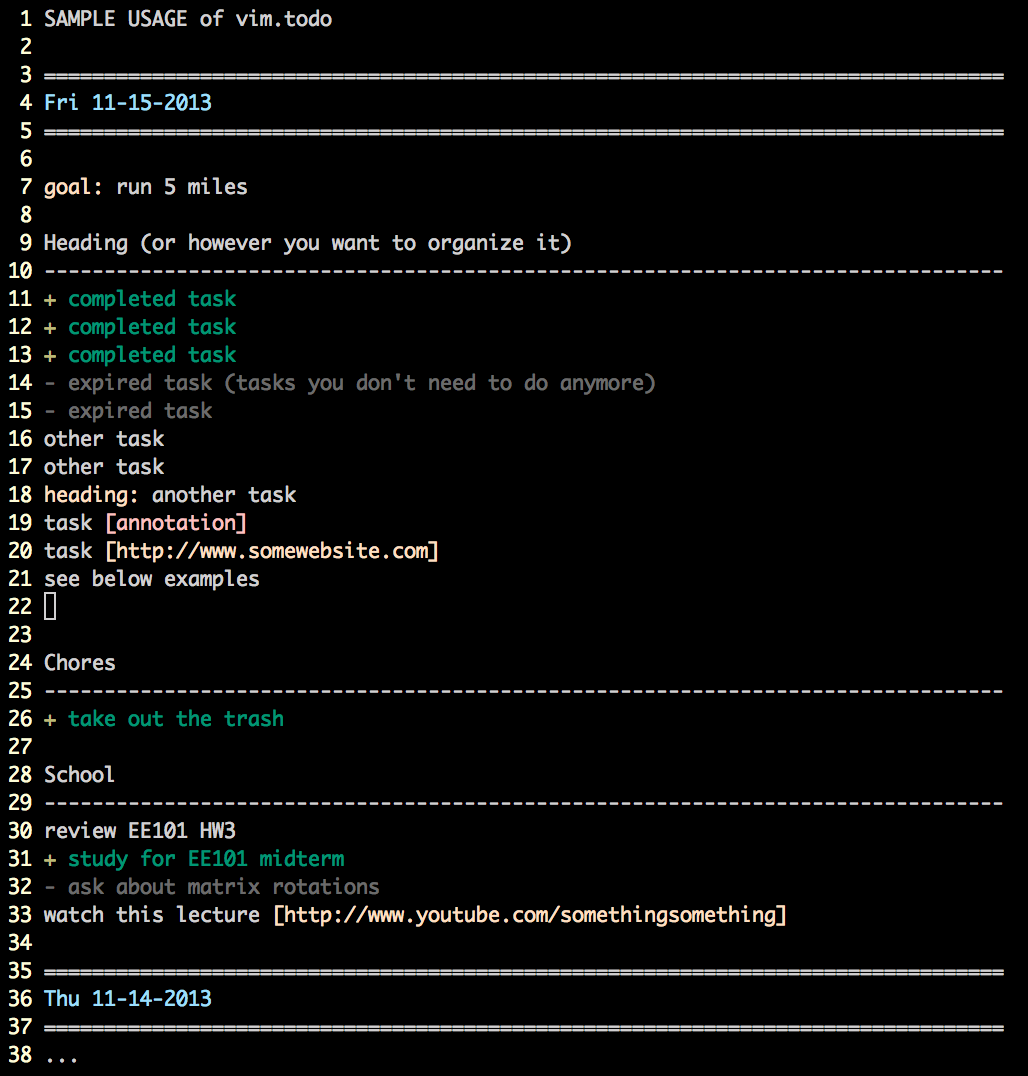 1 SAMPLE USAGE of vim.todo
2
3 ================================================================================
4 Fri 11-15-2013
5 ================================================================================
6
7 goal: run 5 miles
8
9 Heading (or however you want to organize it)
10 --------------------------------------------------------------------------------
11 + completed task
12 + completed task
13 + completed task
14 - expired task (tasks you don't need to do anymore)
15 - expired task
16 other task
17 other task
18 heading: another task
19 task [annotation]
20 task [http://www.somewebsite.com]
21 see below examples
22
23
24 Chores
25 --------------------------------------------------------------------------------
26 + take out the trash
27
28 School
29 --------------------------------------------------------------------------------
30 review EE101 HW3
31 + study for EE101 midterm
32 - ask about matrix rotations
33 watch this lecture [http://www.youtube.com/somethingsomething]
34
35 ================================================================================
36 Thu 11-14-2013
37 ================================================================================
38 ...